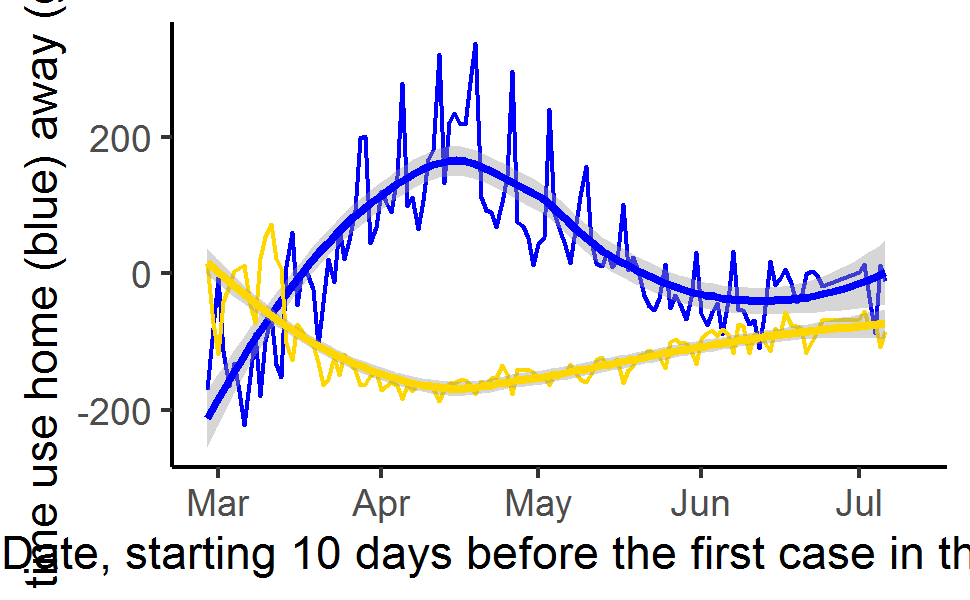 time use home (blue) away (
200
0
-200
Mar Apr May Jun Jul
Date, starting 10 days before the first case in th